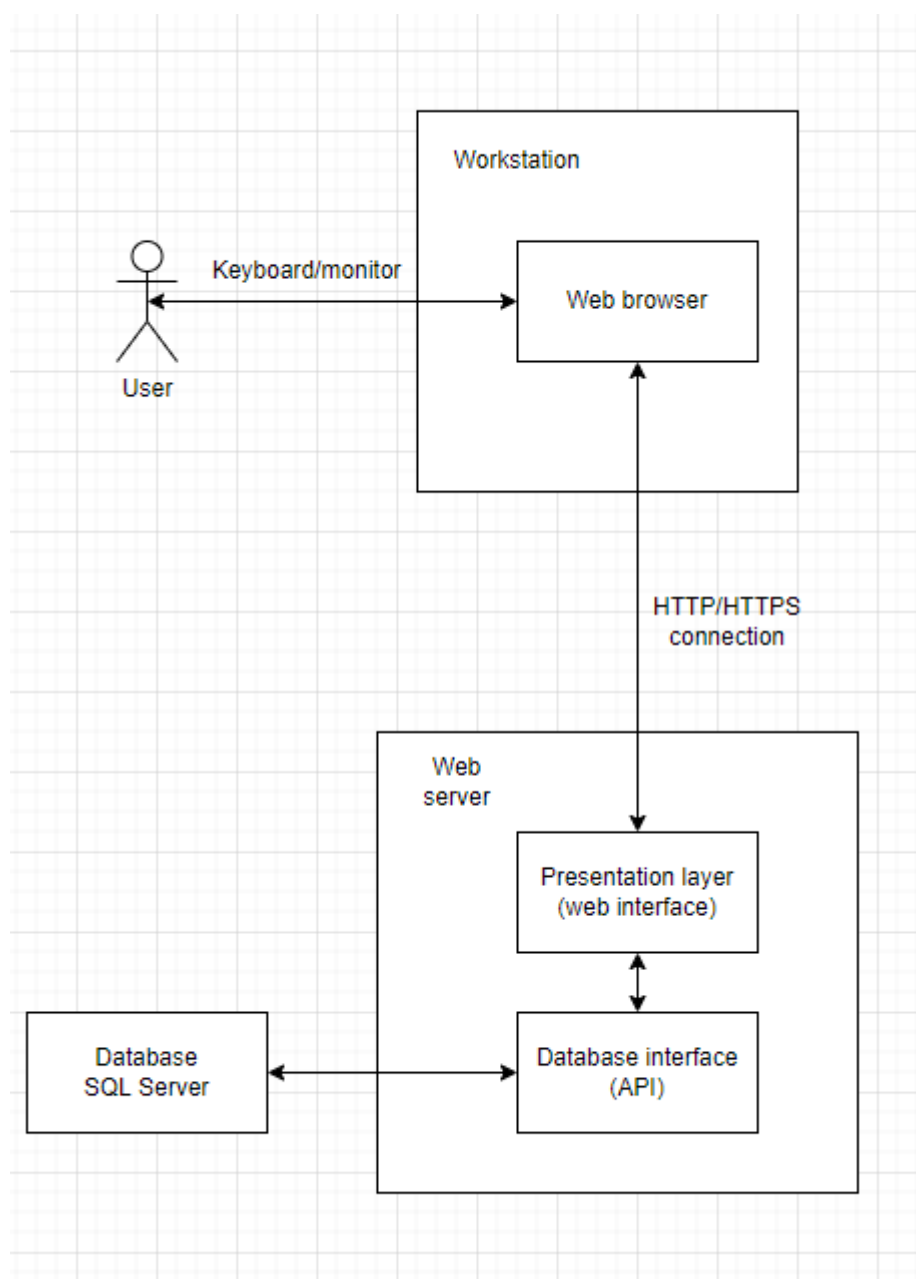 Workstation
Keyboard/monitor
Web browser
User
HTTP/HTTPS
connection
Web
server
Presentation layer
(web interface)
Database
SQL Server
Database interface
(API)